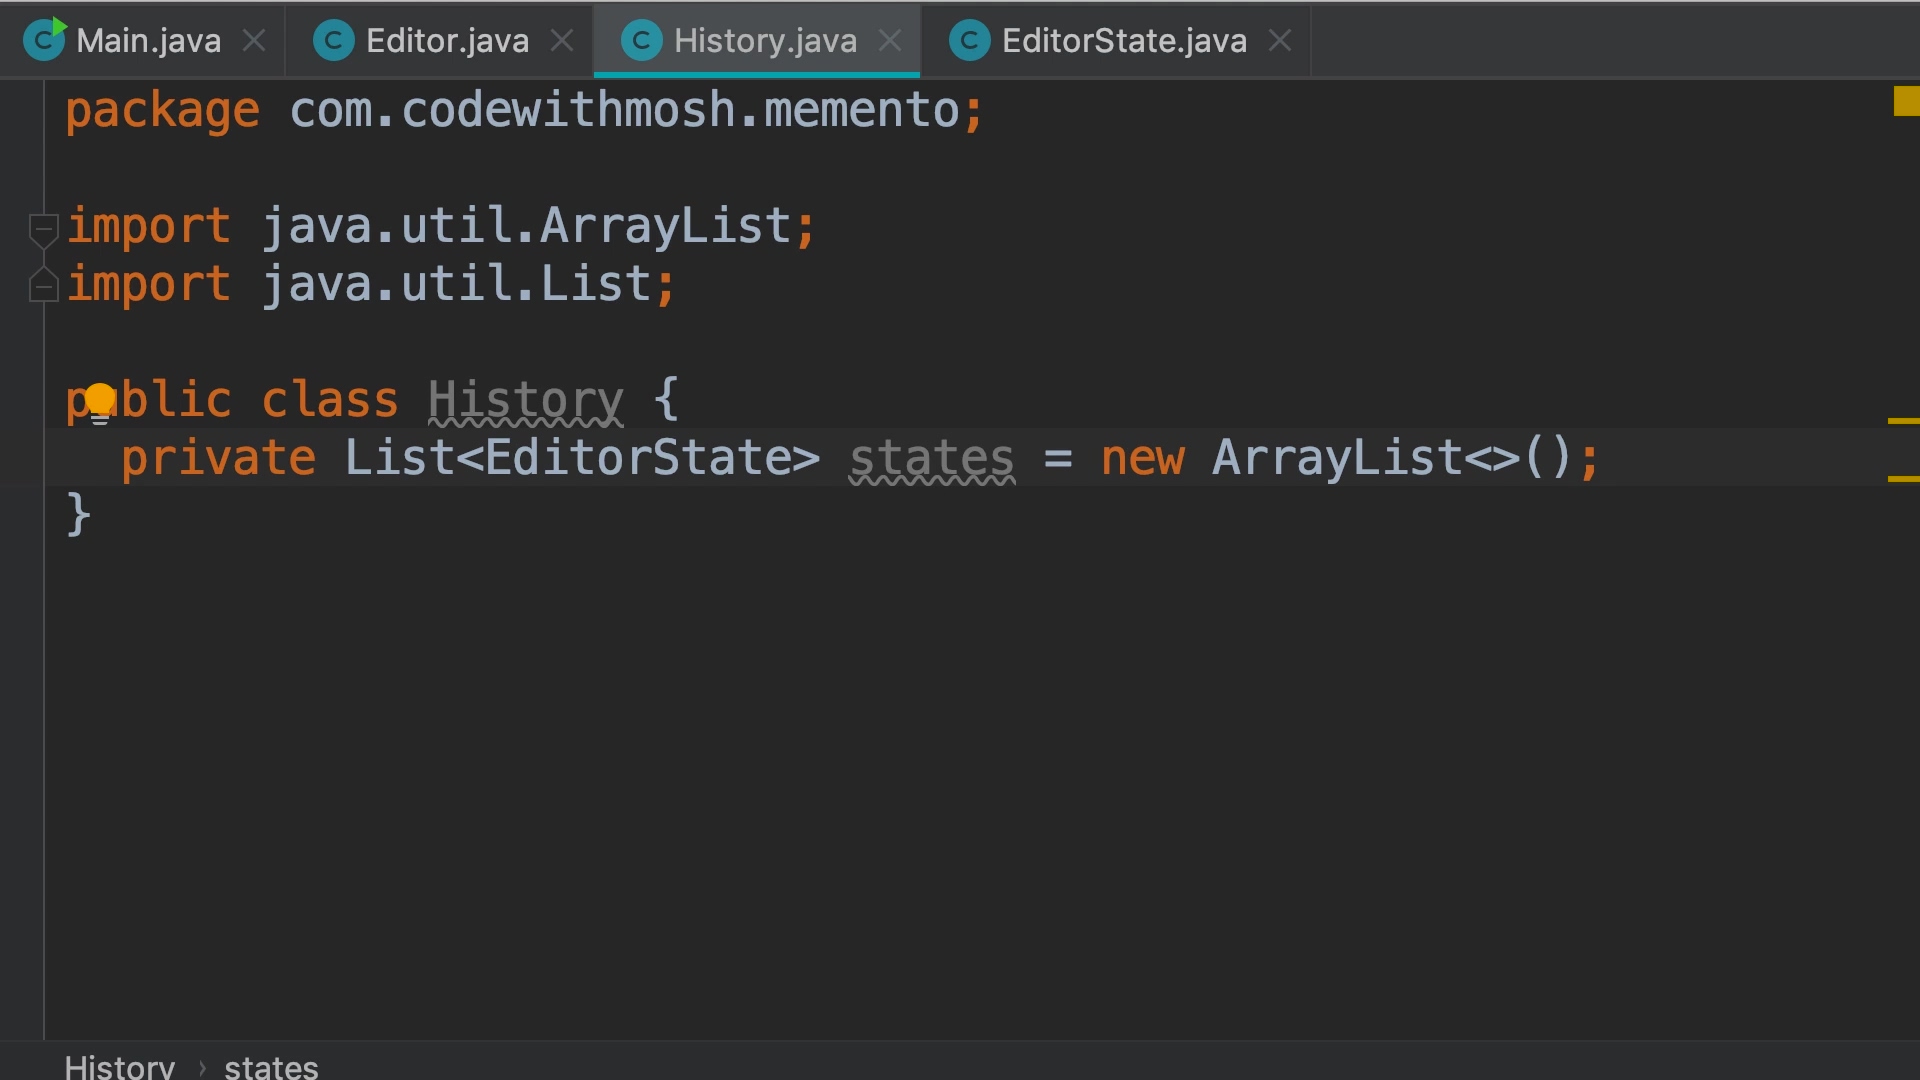 Main.java Editor.java History.java EditorState.java
package com.codewithmosh.memento;
import java.util.ArrayList;
import java.util.List;
public class History {
private List<EditorState> states = new ArrayList<>();
}
History › states